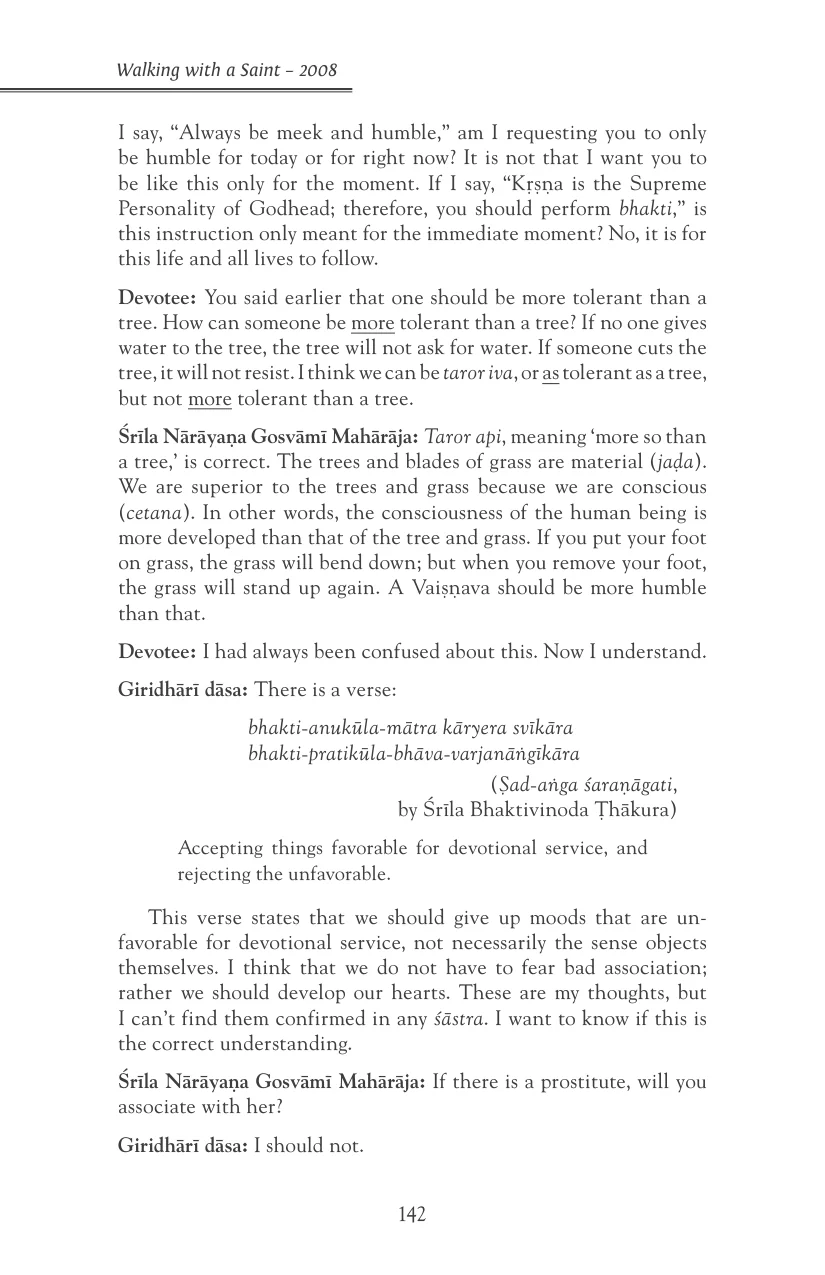 Walking with a Saint – 2008
I say, “Always be meek and humble,” am I requesting you to only
be humble for today or for right now? It is not that I want you to
be like this only for the moment. If I say, “Kṛṣṇa is the Supreme
Personality of Godhead; therefore, you should perform bhakti,” is
this instruction only meant for the immediate moment? No, it is for
this life and all lives to follow.
Devotee: You said earlier that one should be more tolerant than a
tree. How can someone be more tolerant than a tree? If no one gives
water to the tree, the tree will not ask for water. If someone cuts the
tree, it will not resist. I think we can be taror iva, or as tolerant as a tree,
but not more tolerant than a tree.
Śrīla Nārāyaṇa Gosvāmī Mahārāja: Taror api, meaning ‘more so than
a tree,’ is correct. The trees and blades of grass are material (jaḍa).
We are superior to the trees and grass because we are conscious
(cetana). In other words, the consciousness of the human being is
more developed than that of the tree and grass. If you put your foot
on grass, the grass will bend down; but when you remove your foot,
the grass will stand up again. A Vaiṣṇava should be more humble
than that.
Devotee: I had always been confused about this. Now I understand.
Giridhārī dāsa: There is a verse:
bhakti-anukūla-mātra kāryera svīkāra
bhakti-pratikūla-bhāva-varjanāṅgīkāra
(Ṣad-aṅga śaraṇāgati,
by Śrīla Bhaktivinoda Ṭhākura)
Accepting things favorable for devotional service, and
rejecting the unfavorable.
This verse states that we should give up moods that are un-
favorable for devotional service, not necessarily the sense objects
themselves. I think that we do not have to fear bad association;
rather we should develop our hearts. These are my thoughts, but
I can’t find them confirmed in any śāstra. I want to know if this is
the correct understanding.
Śrīla Nārāyaṇa Gosvāmī Mahārāja: If there is a prostitute, will you
associate with her?
Giridhārī dāsa: I should not.
142